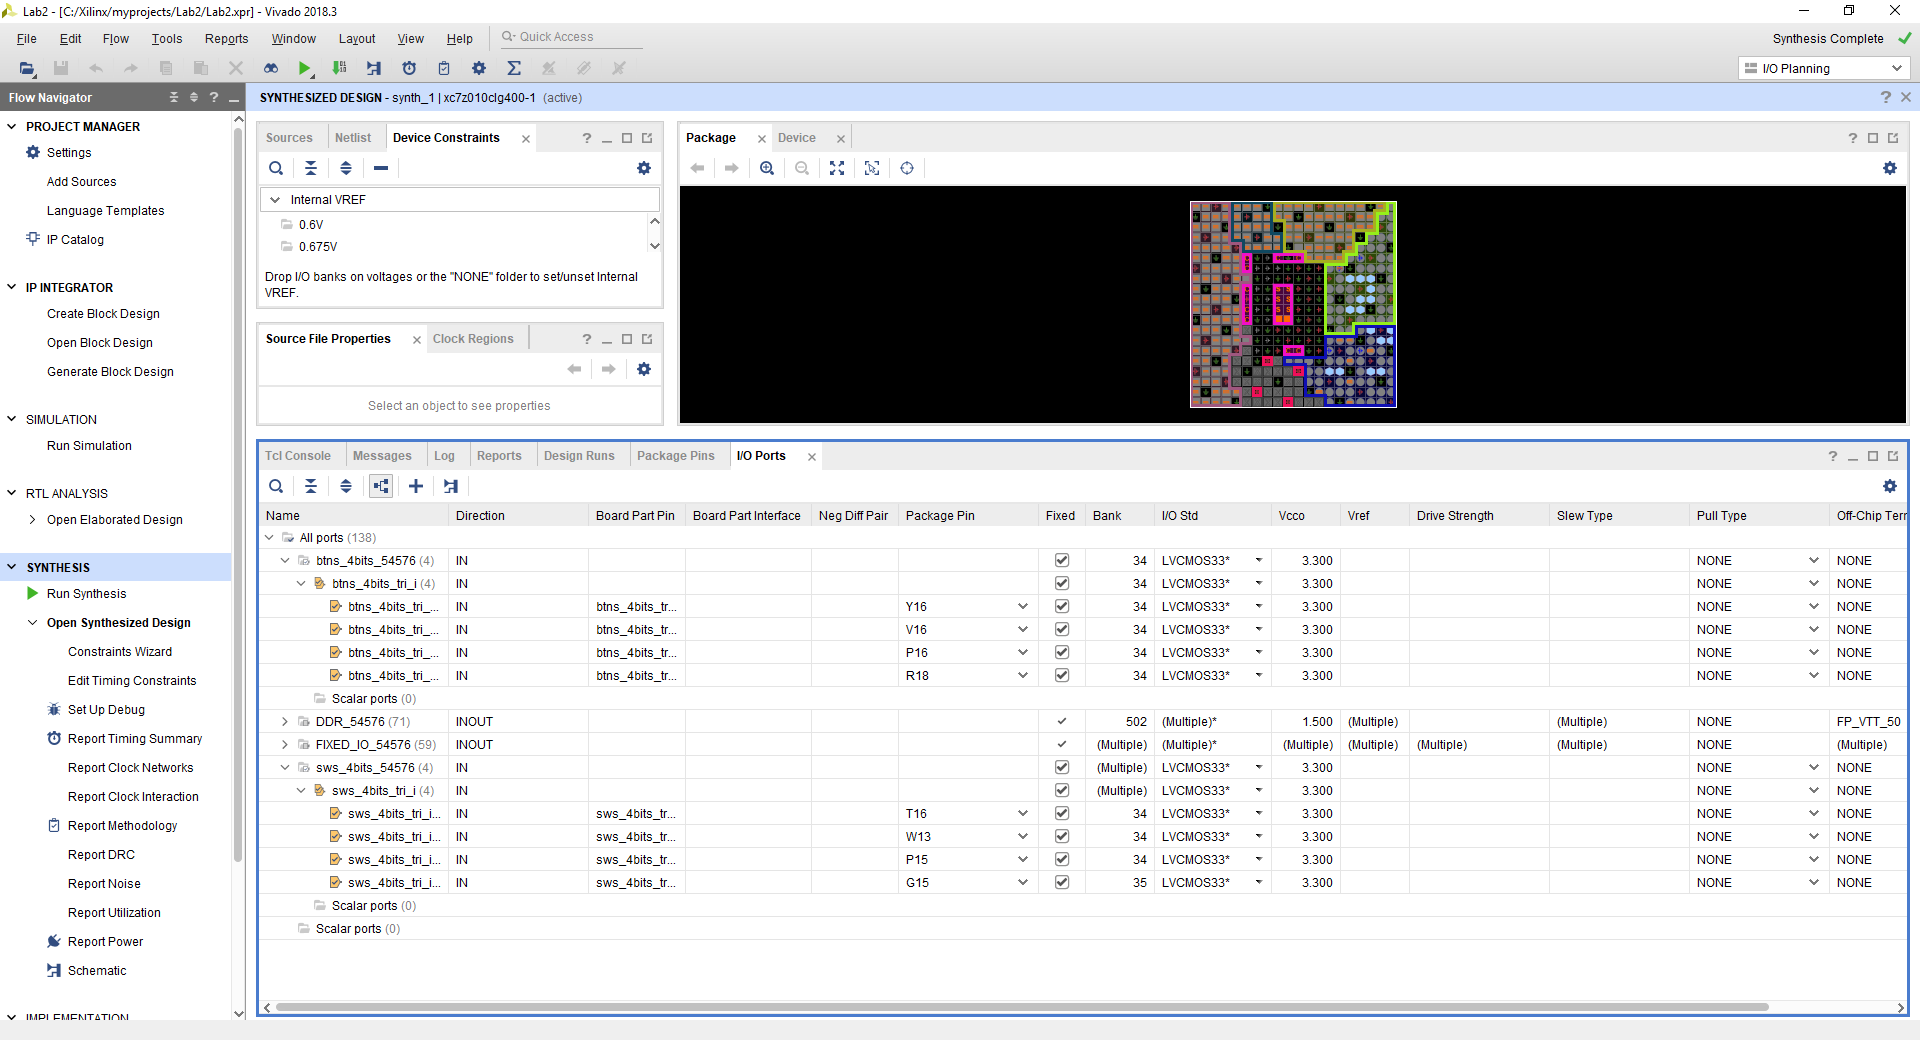 Lab2 - [C:/Xilinx/myprojects/Lab2/Lab2.xpr] - Vivado 2018.3
File Edit Flow Tools Reports Window Layout View Help Quick Access
Synthesis Complete
I/O Planning
Flow Navigator
PROJECT MANAGER
Settings
Add Sources
Language Templates
IP Catalog
IP INTEGRATOR
Create Block Design
Open Block Design
Generate Block Design
SIMULATION
Run Simulation
RTL ANALYSIS
Open Elaborated Design
SYNTHESIS
Run Synthesis
Open Synthesized Design
Constraints Wizard
Edit Timing Constraints
Set Up Debug
Report Timing Summary
Report Clock Networks
Report Clock Interaction
Report Methodology
Report DRC
Report Noise
Report Utilization
Report Power
Schematic
IMPLEMENTATION
SYNTHESIZED DESIGN - synth_1 | xc7z010clg400-1 (active)
Sources Netlist Device Constraints
Internal VREF
0.6V
0.675V
Drop I/O banks on voltages or the "NONE" folder to set/unset Internal
VREF.
Source File Properties Clock Regions
Select an object to see properties
Package Device
Tcl Console Messages Log Reports Design Runs Package Pins I/O Ports
Name Direction Board Part Pin Board Part Interface Neg Diff Pair Package Pin Fixed Bank I/O Std Vcco Vref Drive Strength Slew Type Pull Type Off-Chip Terr
All ports (138)
btns_4bits_54576 (4) IN 34 LVCMOS33* 3.300 NONE NONE
btns_4bits_tri_i (4) IN 34 LVCMOS33* 3.300 NONE NONE
btns_4bits_tri_... IN btns_4bits_tr... Y16 34 LVCMOS33* 3.300 NONE NONE
btns_4bits_tri_... IN btns_4bits_tr... V16 34 LVCMOS33* 3.300 NONE NONE
btns_4bits_tri_... IN btns_4bits_tr... P16 34 LVCMOS33* 3.300 NONE NONE
btns_4bits_tri_... IN btns_4bits_tr... R18 34 LVCMOS33* 3.300 NONE NONE
Scalar ports (0)
DDR_54576 (71) INOUT 502 (Multiple)* 1.500 (Multiple) (Multiple) NONE FP_VTT_50
FIXED_IO_54576 (59) INOUT (Multiple) (Multiple)* (Multiple) (Multiple) (Multiple) (Multiple) NONE (Multiple)
sws_4bits_54576 (4) IN (Multiple) LVCMOS33* 3.300 NONE NONE
sws_4bits_tri_i (4) IN (Multiple) LVCMOS33* 3.300 NONE NONE
sws_4bits_tri_i... IN sws_4bits_tr... T16 34 LVCMOS33* 3.300 NONE NONE
sws_4bits_tri_i... IN sws_4bits_tr... W13 34 LVCMOS33* 3.300 NONE NONE
sws_4bits_tri_i... IN sws_4bits_tr... P15 34 LVCMOS33* 3.300 NONE NONE
sws_4bits_tri_i... IN sws_4bits_tr... G15 35 LVCMOS33* 3.300 NONE NONE
Scalar ports (0)
Scalar ports (0)